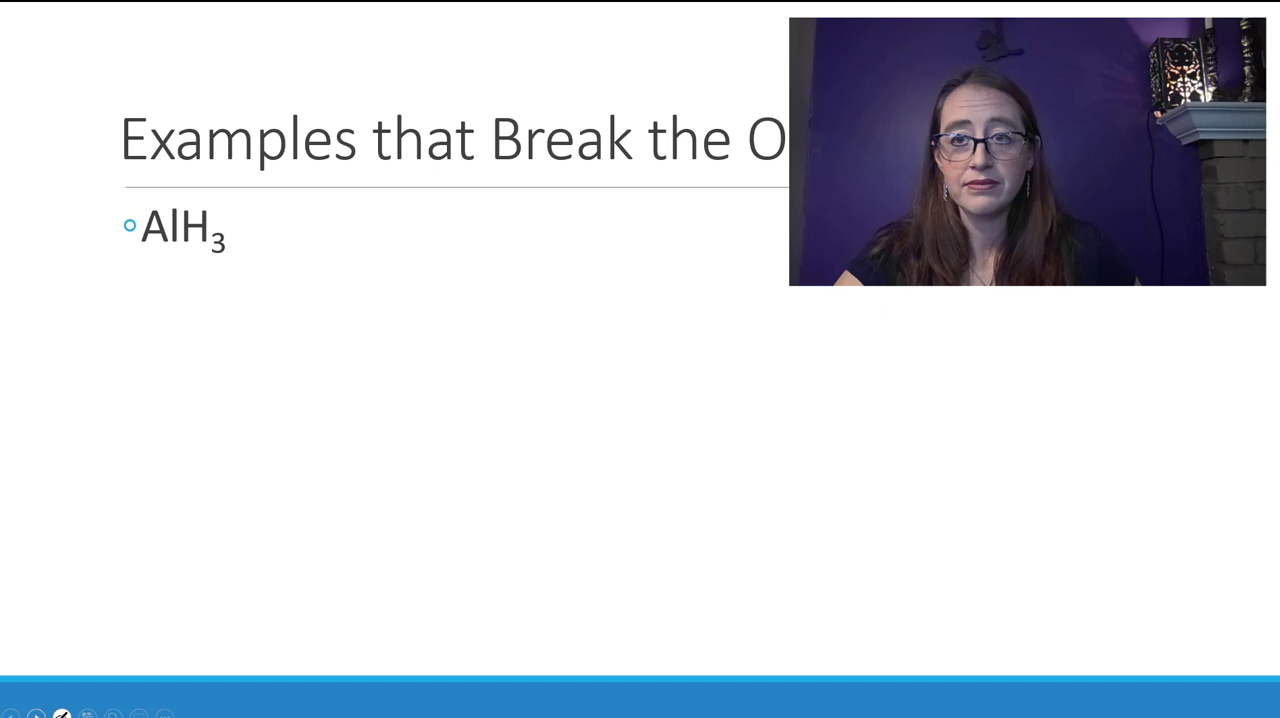 Examples that Break the O
◦AlH₃